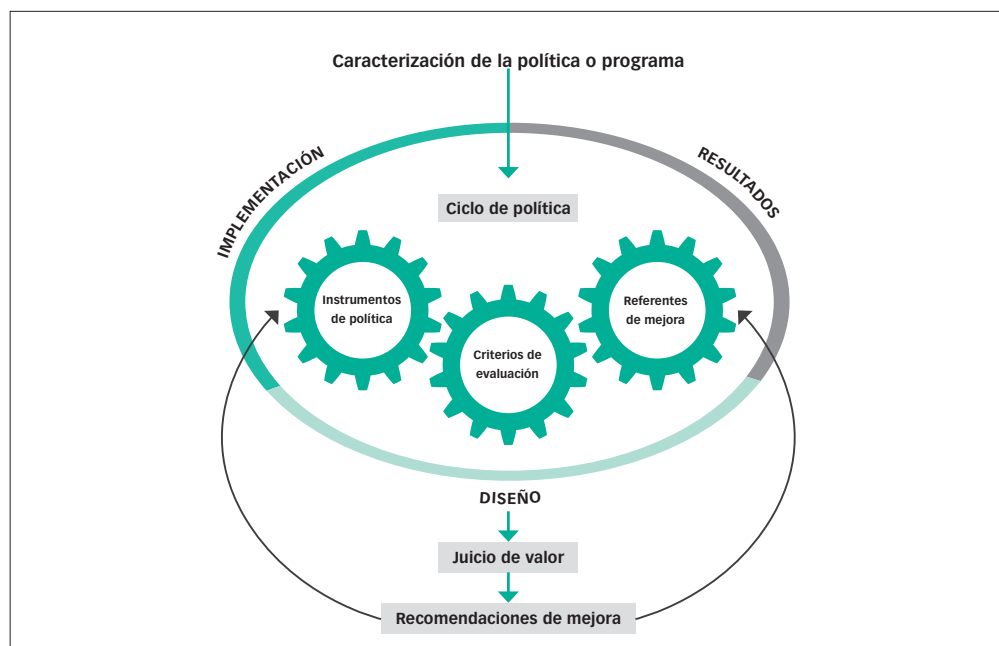 Caracterización de la política o programa
IMPLEMENTACIÓN
RESULTADOS
Ciclo de política
Instrumentos
de política
Criterios de
evaluación
Referentes
de mejora
DISEÑO
Juicio de valor
Recomendaciones de mejora